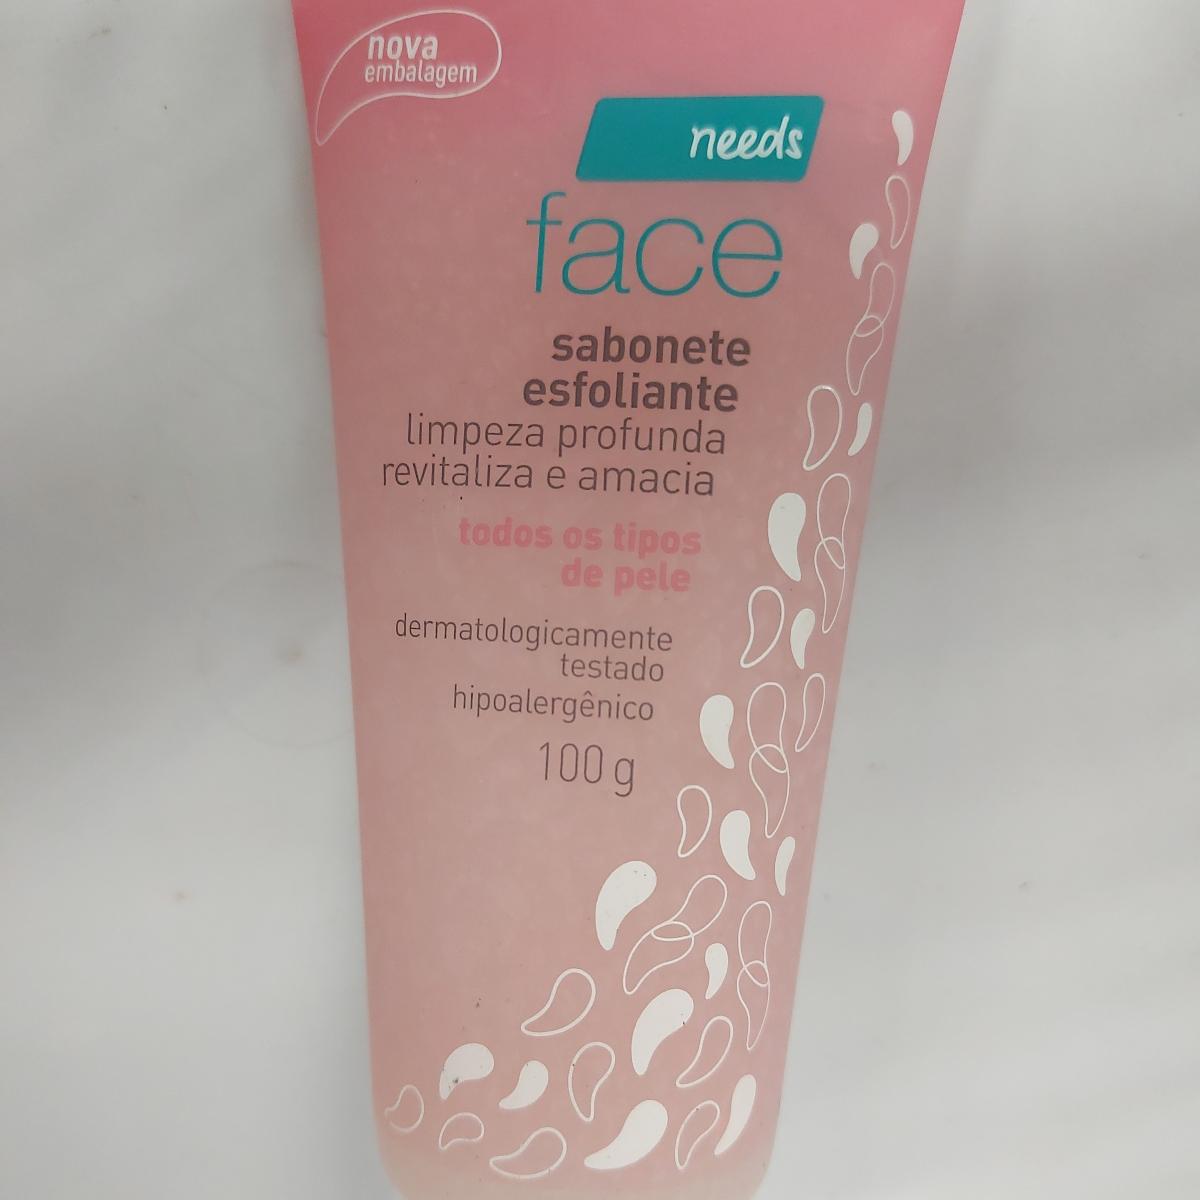 nova
embalagem
needs
face
sabonete
esfoliante
limpeza profunda
revitaliza e amacia
todos os tipos
de pele
dermatologicamente
testado
hipoalergênico
100 g